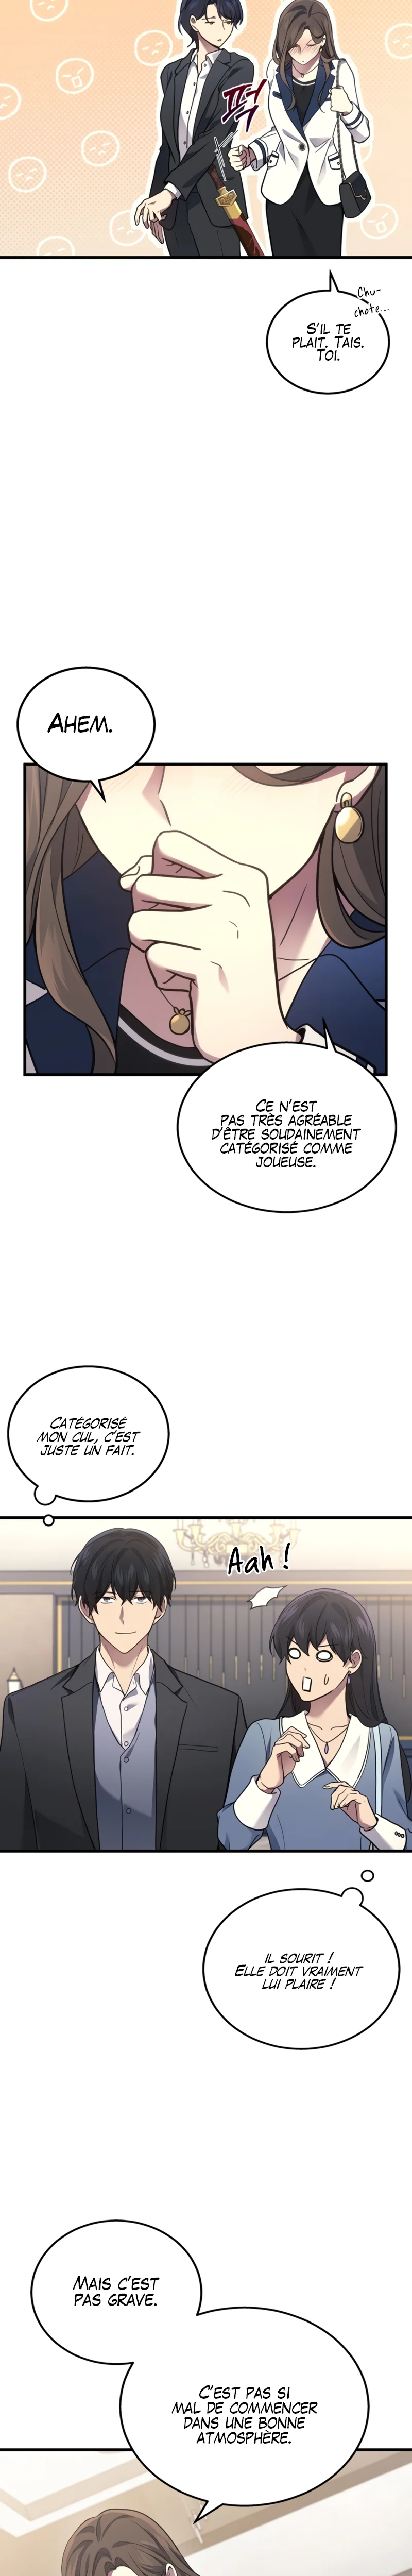 퍽
CHU-
CHOTE...
S'IL TE
PLAIT. TAIS.
TOI.
AHEM.
CE N'EST
PAS TRÈS AGRÉABLE
D'ÊTRE SOUDAINEMENT
CATÉGORISÉ COMME
JOUEUSE.
CATÉGORISÉ
MON CUL, C'EST
JUSTE UN FAIT.
Aah !
IL SOURIT !
ELLE DOIT VRAIMENT
LUI PLAIRE !
MAIS C'EST
PAS GRAVE.
C'EST PAS SI
MAL DE COMMENCER
DANS UNE BONNE
ATMOSPHÈRE.